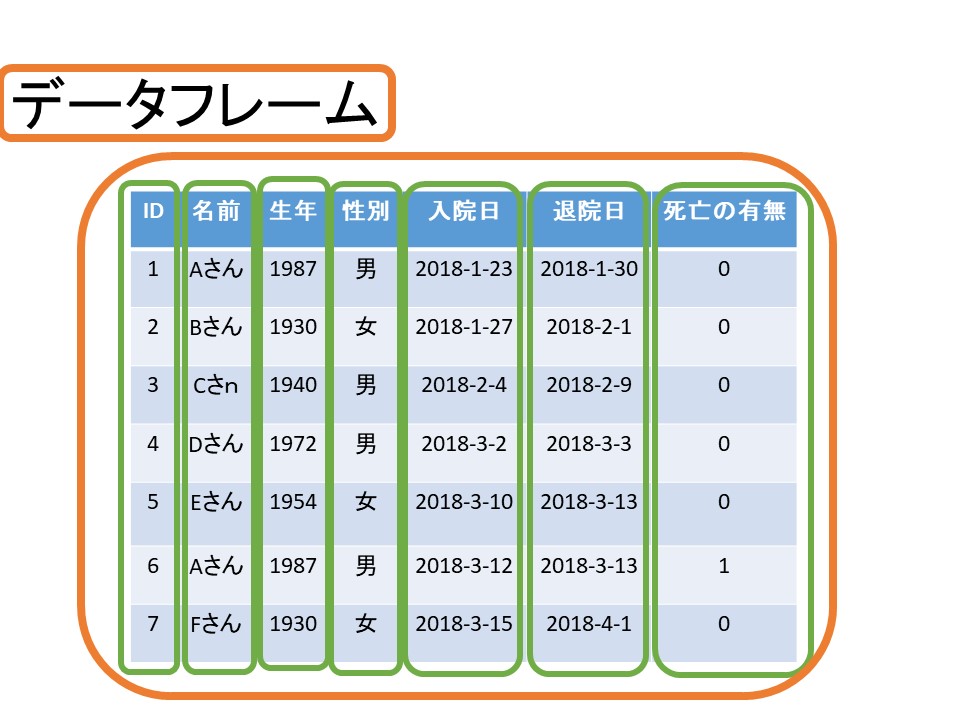 データフレーム
ID 名前 生年 性別 入院日 退院日 死亡の有無
1 Aさん 1987 男 2018-1-23 2018-1-30 0
2 Bさん 1930 女 2018-1-27 2018-2-1 0
3 Cさn 1940 男 2018-2-4 2018-2-9 0
4 Dさん 1972 男 2018-3-2 2018-3-3 0
5 Eさん 1954 女 2018-3-10 2018-3-13 0
6 Aさん 1987 男 2018-3-12 2018-3-13 1
7 Fさん 1930 女 2018-3-15 2018-4-1 0